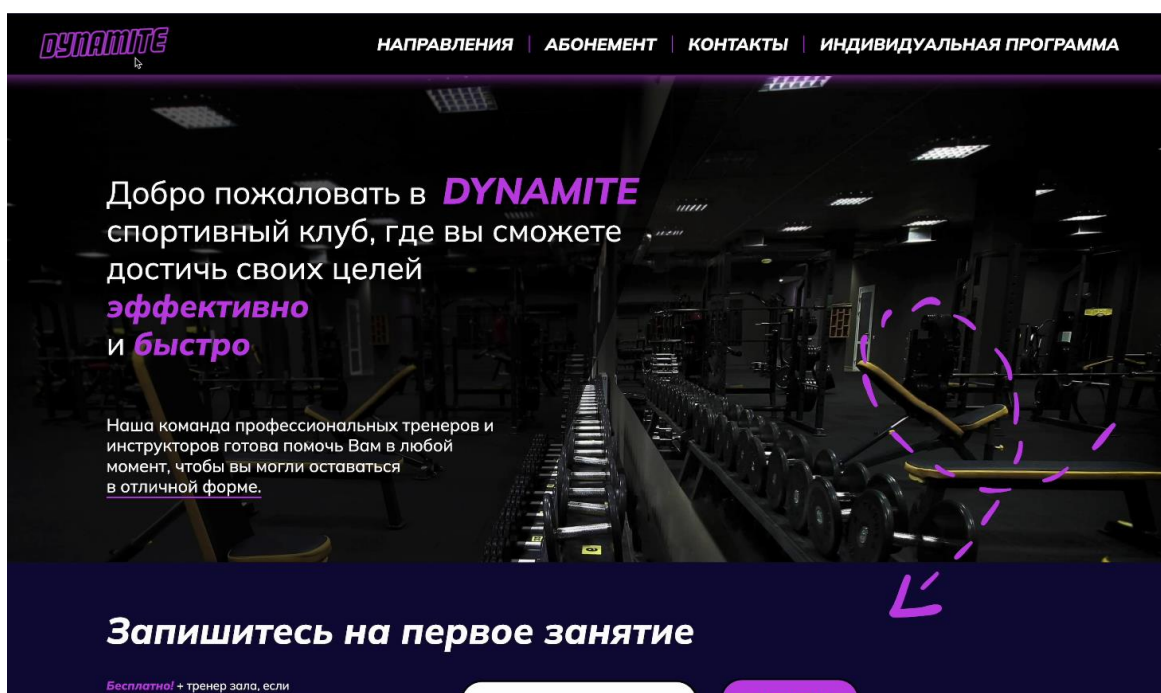 DYNAMITE
НАПРАВЛЕНИЯ | АБОНЕМЕНТ | КОНТАКТЫ | ИНДИВИДУАЛЬНАЯ ПРОГРАММА
Добро пожаловать в DYNAMITE
спортивный клуб, где вы сможете
достичь своих целей
эффективно
и быстро
Наша команда профессиональных тренеров и
инструкторов готова помочь Вам в любой
момент, чтобы вы могли оставаться
в отличной форме.
Запишитесь на первое занятие
Бесплатно! + тренер зала, если